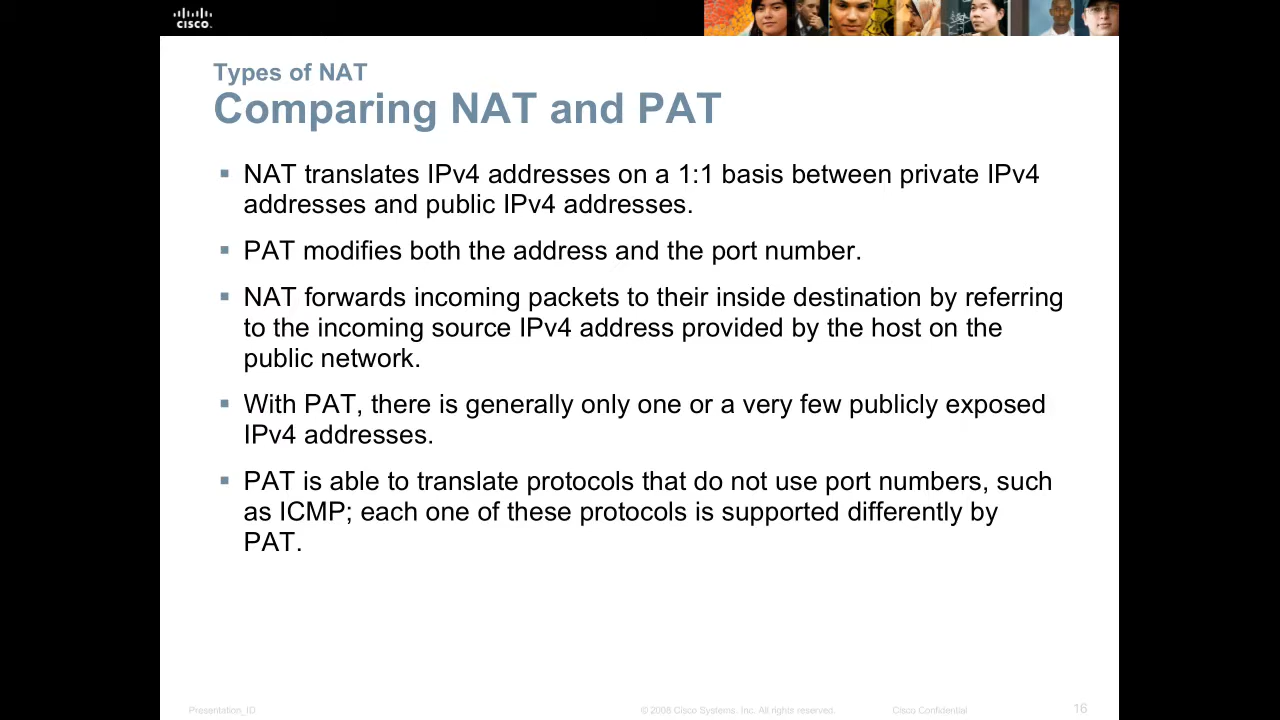 CISCO.
Types of NAT
Comparing NAT and PAT
▪ NAT translates IPv4 addresses on a 1:1 basis between private IPv4
addresses and public IPv4 addresses.
▪ PAT modifies both the address and the port number.
▪ NAT forwards incoming packets to their inside destination by referring
to the incoming source IPv4 address provided by the host on the
public network.
▪ With PAT, there is generally only one or a very few publicly exposed
IPv4 addresses.
▪ PAT is able to translate protocols that do not use port numbers, such
as ICMP; each one of these protocols is supported differently by
PAT.
Presentation_ID © 2008 Cisco Systems, Inc. All rights reserved. Cisco Confidential 16